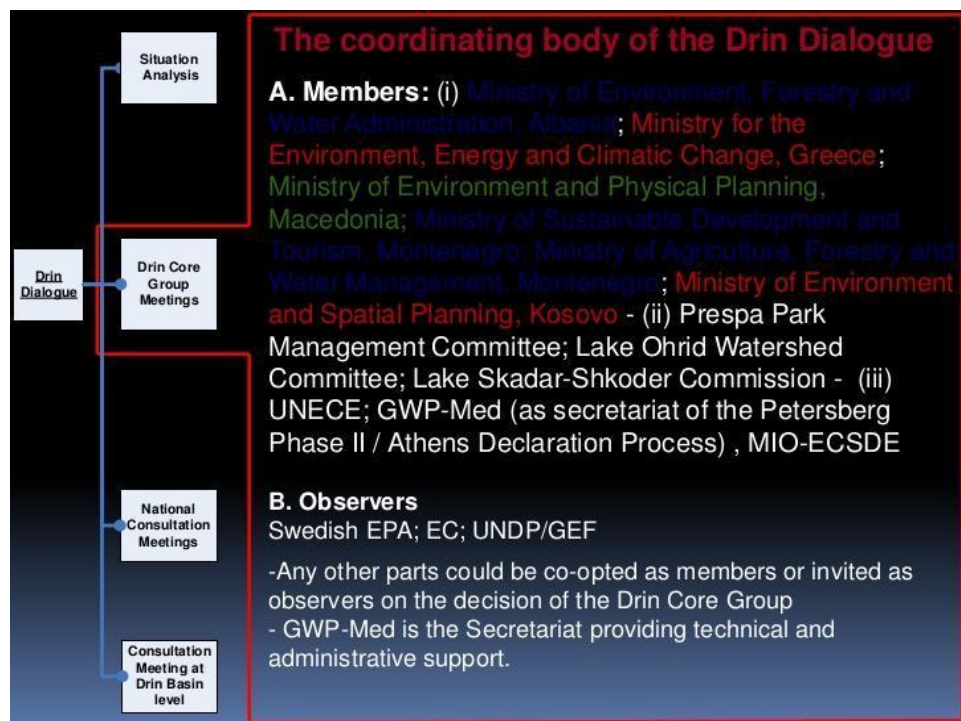 Drin
Dialogue
Situation
Analysis
Drin Core
Group
Meetings
National
Consultation
Meetings
Consultation
Meeting at
Drin Basin
level
The coordinating body of the Drin Dialogue
A. Members: (i) Ministry of Environment, Forestry and
Water Administration, Albania; Ministry for the
Environment, Energy and Climatic Change, Greece;
Ministry of Environment and Physical Planning,
Macedonia; Ministry of Sustainable Development and
Tourism, Montenegro; Ministry of Agriculture, Forestry and
Water Management, Montenegro; Ministry of Environment
and Spatial Planning, Kosovo - (ii) Prespa Park
Management Committee; Lake Ohrid Watershed
Committee; Lake Skadar-Shkoder Commission - (iii)
UNECE; GWP-Med (as secretariat of the Petersberg
Phase II / Athens Declaration Process) , MIO-ECSDE
B. Observers
Swedish EPA; EC; UNDP/GEF
-Any other parts could be co-opted as members or invited as
observers on the decision of the Drin Core Group
- GWP-Med is the Secretariat providing technical and
administrative support.